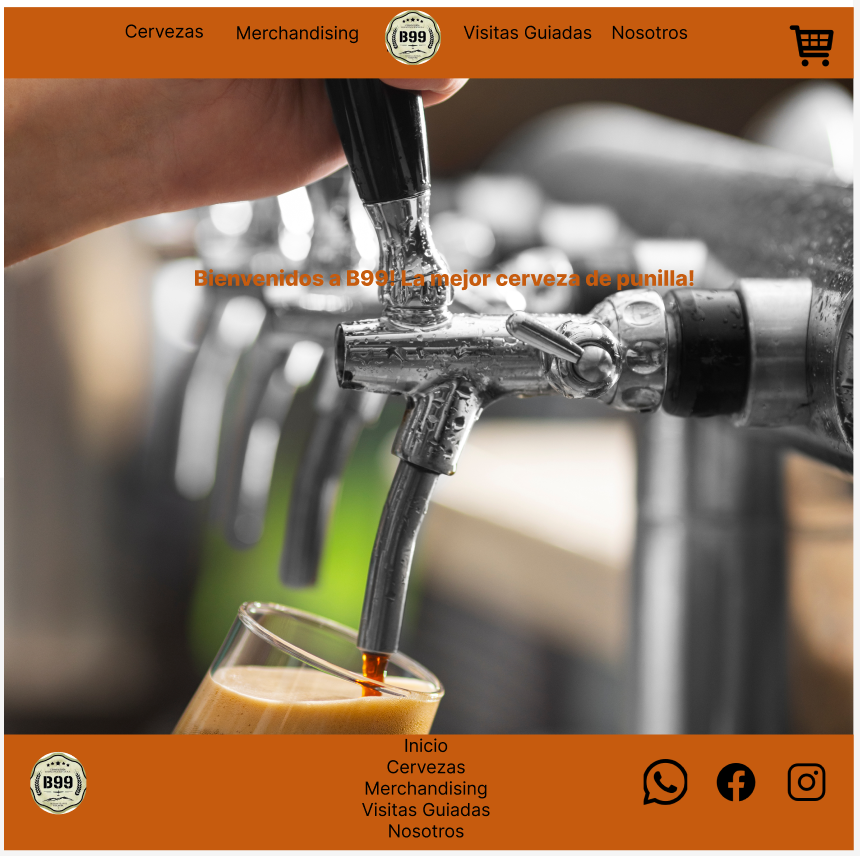 Cervezas
Merchandising
B99
Visitas Guiadas
Nosotros
Bienvenidos a B99! La mejor cerveza de punilla!
B99
Inicio
Cervezas
Merchandising
Visitas Guiadas
Nosotros